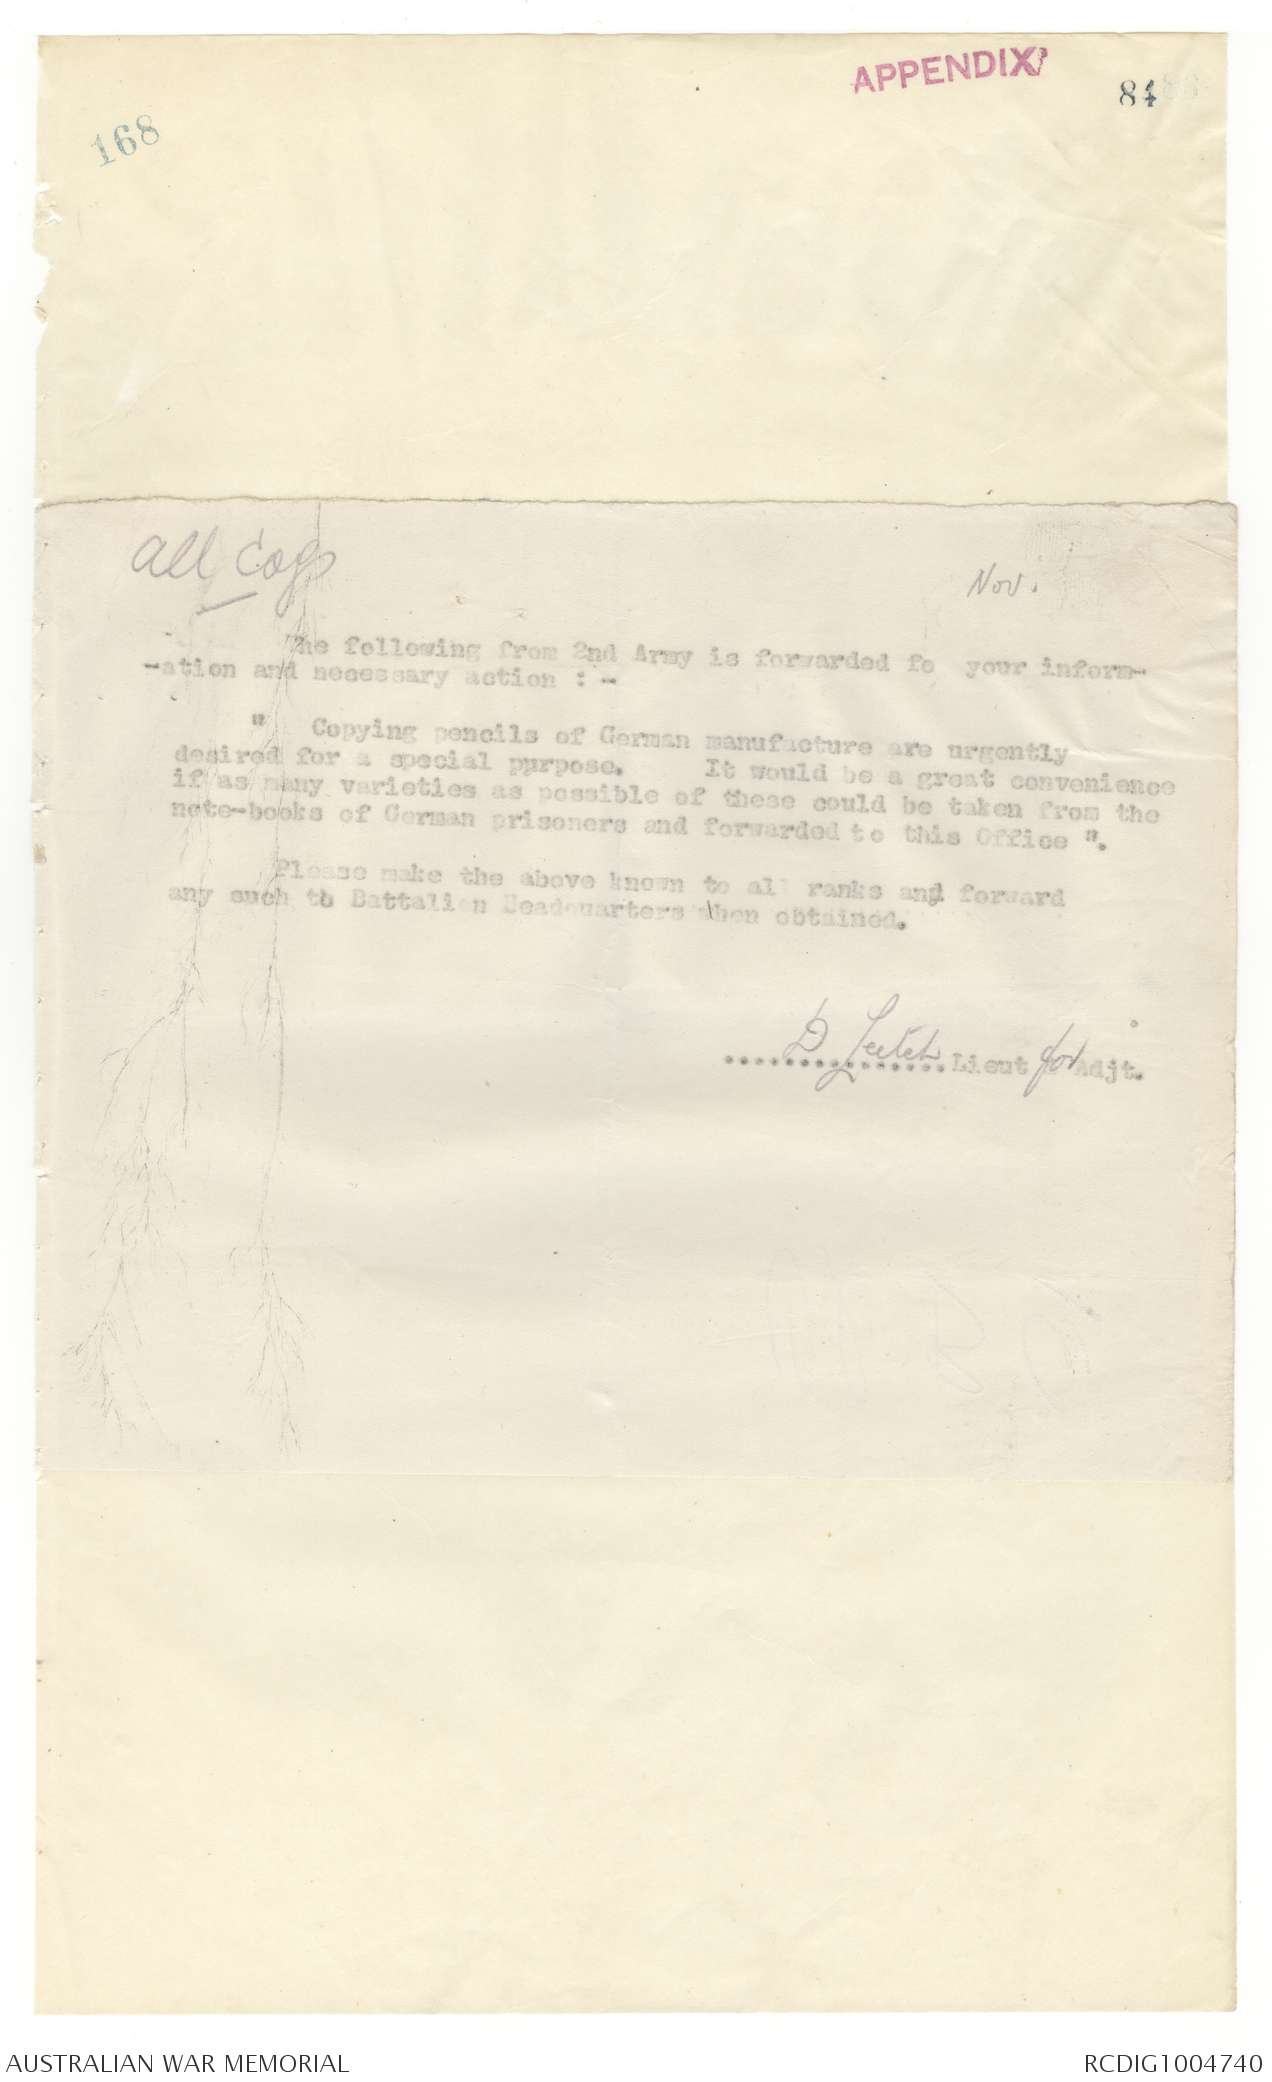 APPENDIX
84
168
All Coys
Nov.
The following from 2nd Army is forwarded fo your inform-
-ation and necessary action : -
" Copying pencils of German manufacture are urgently
desired for a special purpose. It would be a great convenience
if as many varieties as possible of these could be taken from the
note-books of German prisoners and forwarded to this Office ".
Please make the above known to all ranks and forward
any such to Battalion Headquarters when obtained.
D Leitch
...............Lieut for Adjt.
AUSTRALIAN WAR MEMORIAL
RCDIG1004740